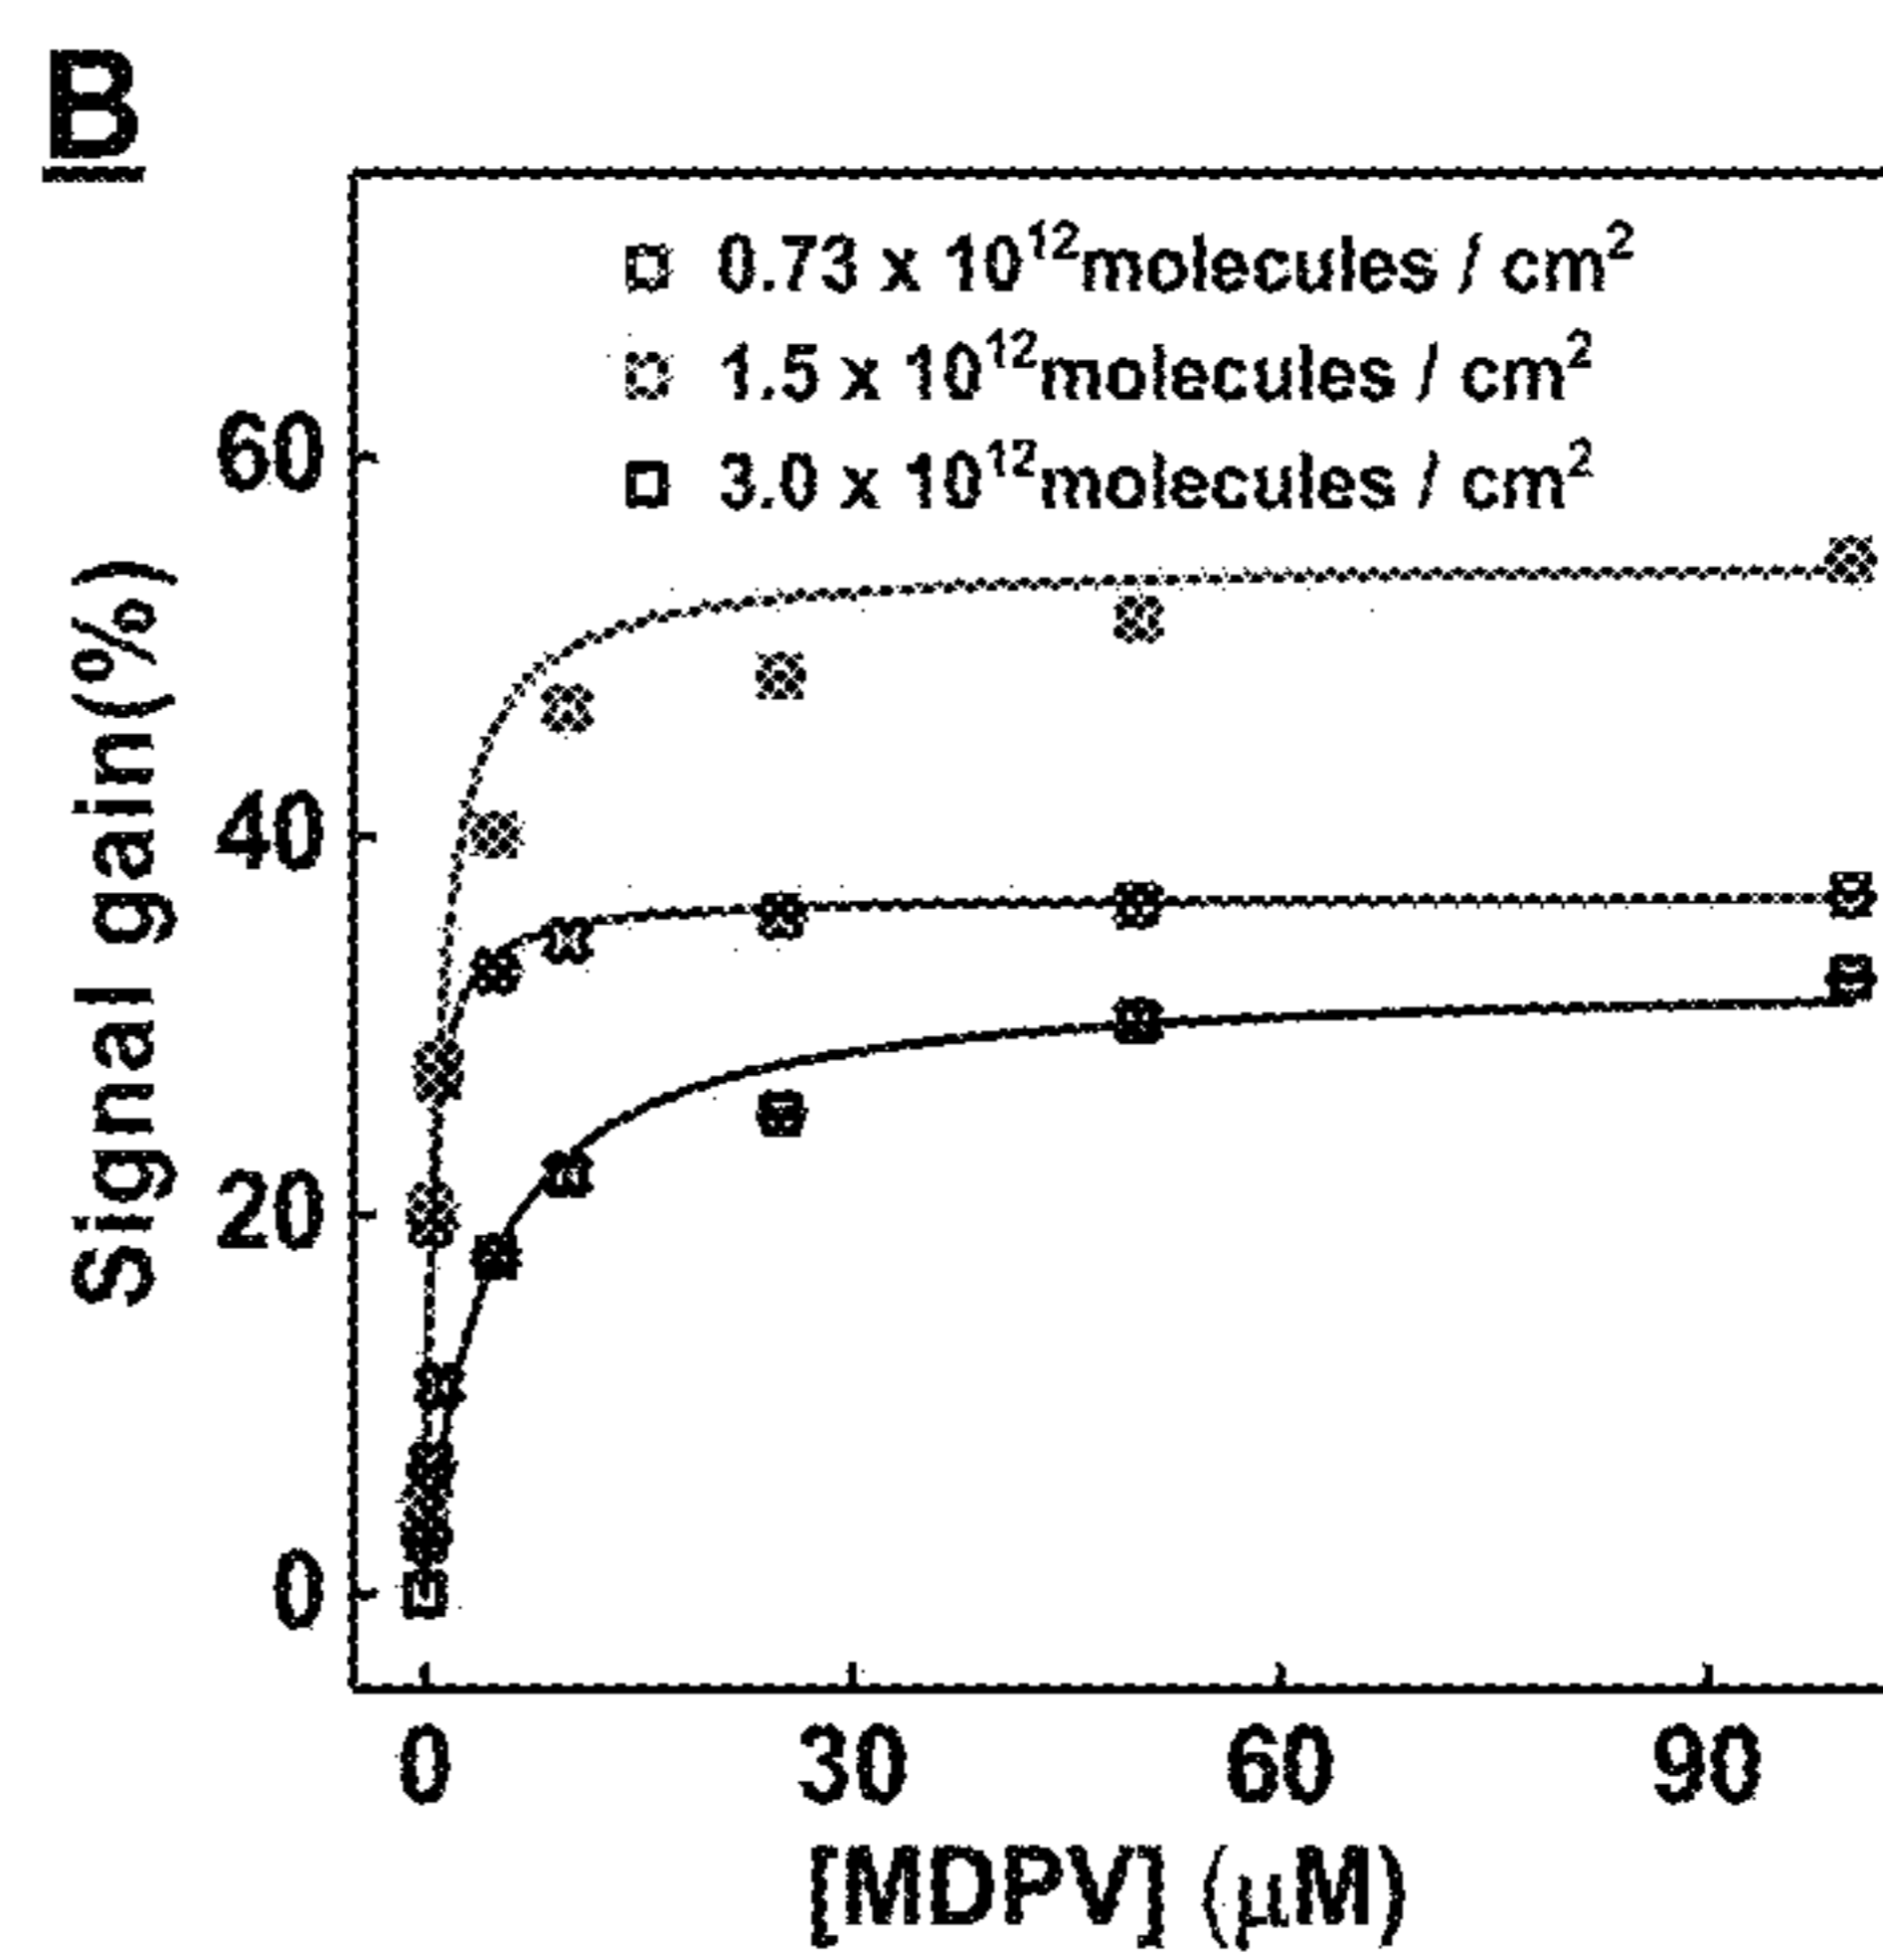 B
0.73 x 10¹²molecules / cm²
1.5 x 10¹²molecules / cm²
3.0 x 10¹²molecules / cm²
Signal gain(%)
60
40
20
0
0 30 60 90
[MDPV] (μM)